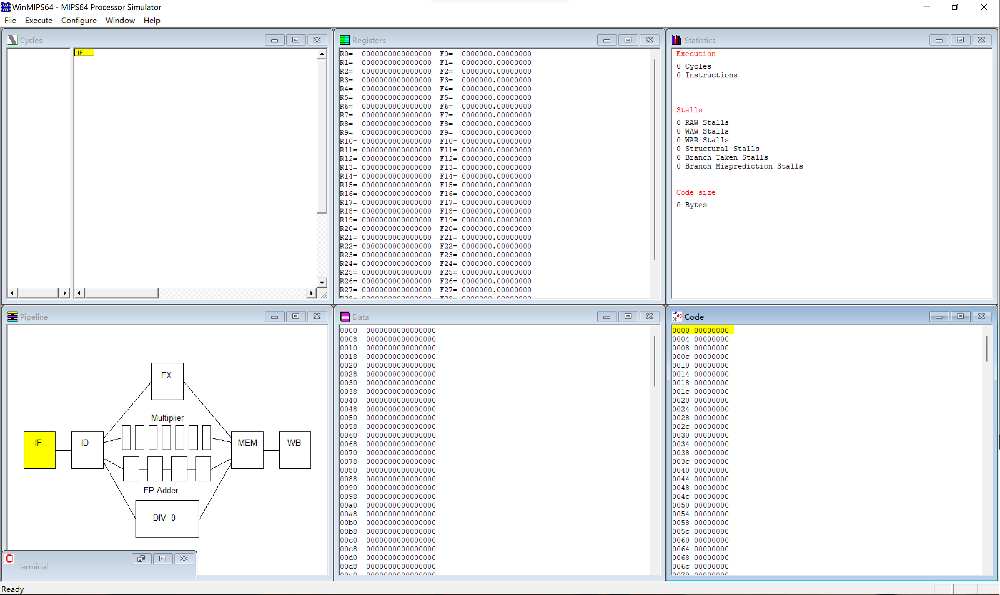 WinMIPS64 - MIPS64 Processor Simulator
File Execute Configure Window Help
Cycles
IF
Registers
R0= 0000000000000000 F0= 0000000.00000000
R1= 0000000000000000 F1= 0000000.00000000
R2= 0000000000000000 F2= 0000000.00000000
R3= 0000000000000000 F3= 0000000.00000000
R4= 0000000000000000 F4= 0000000.00000000
R5= 0000000000000000 F5= 0000000.00000000
R6= 0000000000000000 F6= 0000000.00000000
R7= 0000000000000000 F7= 0000000.00000000
R8= 0000000000000000 F8= 0000000.00000000
R9= 0000000000000000 F9= 0000000.00000000
R10= 0000000000000000 F10= 0000000.00000000
R11= 0000000000000000 F11= 0000000.00000000
R12= 0000000000000000 F12= 0000000.00000000
R13= 0000000000000000 F13= 0000000.00000000
R14= 0000000000000000 F14= 0000000.00000000
R15= 0000000000000000 F15= 0000000.00000000
R16= 0000000000000000 F16= 0000000.00000000
R17= 0000000000000000 F17= 0000000.00000000
R18= 0000000000000000 F18= 0000000.00000000
R19= 0000000000000000 F19= 0000000.00000000
R20= 0000000000000000 F20= 0000000.00000000
R21= 0000000000000000 F21= 0000000.00000000
R22= 0000000000000000 F22= 0000000.00000000
R23= 0000000000000000 F23= 0000000.00000000
R24= 0000000000000000 F24= 0000000.00000000
R25= 0000000000000000 F25= 0000000.00000000
R26= 0000000000000000 F26= 0000000.00000000
R27= 0000000000000000 F27= 0000000.00000000
Statistics
Execution
0 Cycles
0 Instructions
Stalls
0 RAW Stalls
0 WAW Stalls
0 WAR Stalls
0 Structural Stalls
0 Branch Taken Stalls
0 Branch Misprediction Stalls
Code size
0 Bytes
Pipeline
EX
Multiplier
IF ID MEM WB
FP Adder
DIV 0
Terminal
Data
0000 0000000000000000
0008 0000000000000000
0010 0000000000000000
0018 0000000000000000
0020 0000000000000000
0028 0000000000000000
0030 0000000000000000
0038 0000000000000000
0040 0000000000000000
0048 0000000000000000
0050 0000000000000000
0058 0000000000000000
0060 0000000000000000
0068 0000000000000000
0070 0000000000000000
0078 0000000000000000
0080 0000000000000000
0088 0000000000000000
0090 0000000000000000
0098 0000000000000000
00a0 0000000000000000
00a8 0000000000000000
00b0 0000000000000000
00b8 0000000000000000
00c0 0000000000000000
00c8 0000000000000000
00d0 0000000000000000
00d8 0000000000000000
Code
0000 00000000
0004 00000000
0008 00000000
000c 00000000
0010 00000000
0014 00000000
0018 00000000
001c 00000000
0020 00000000
0024 00000000
0028 00000000
002c 00000000
0030 00000000
0034 00000000
0038 00000000
003c 00000000
0040 00000000
0044 00000000
0048 00000000
004c 00000000
0050 00000000
0054 00000000
0058 00000000
005c 00000000
0060 00000000
0064 00000000
0068 00000000
006c 00000000
Ready